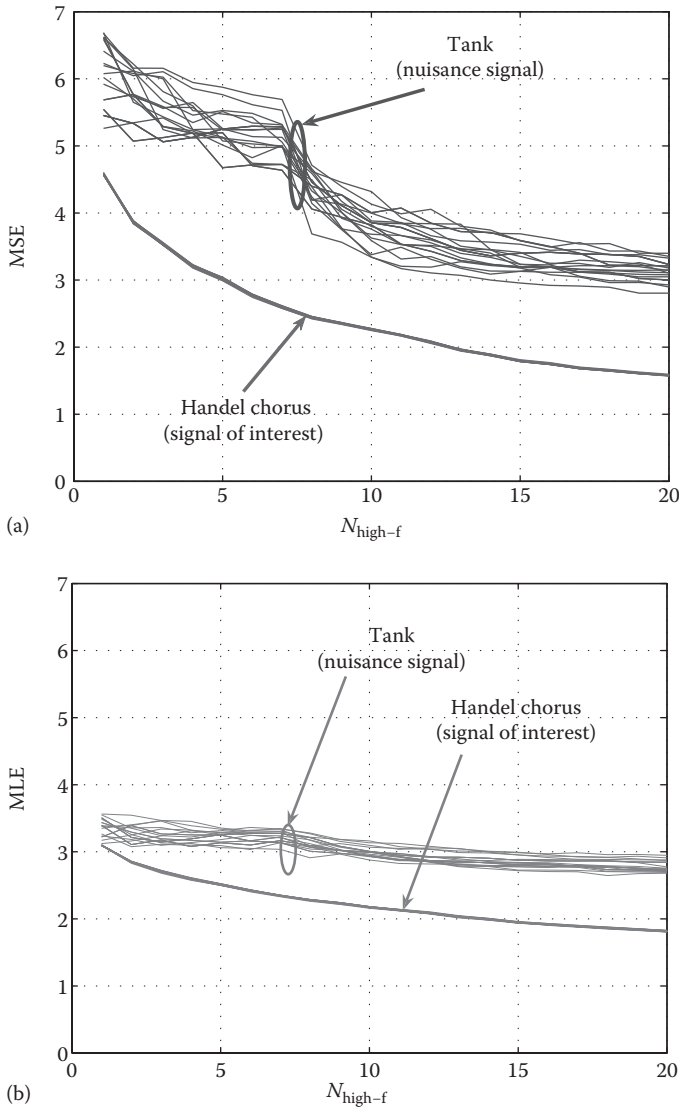 7
6
5
4
3
2
1
0
MSE
Tank
(nuisance signal)
Handel chorus
(signal of interest)
0 5 10 15 20
(a)
N_high–f
7
6
5
4
3
2
1
0
MLE
Tank
(nuisance signal)
Handel chorus
(signal of interest)
0 5 10 15 20
(b)
N_high–f